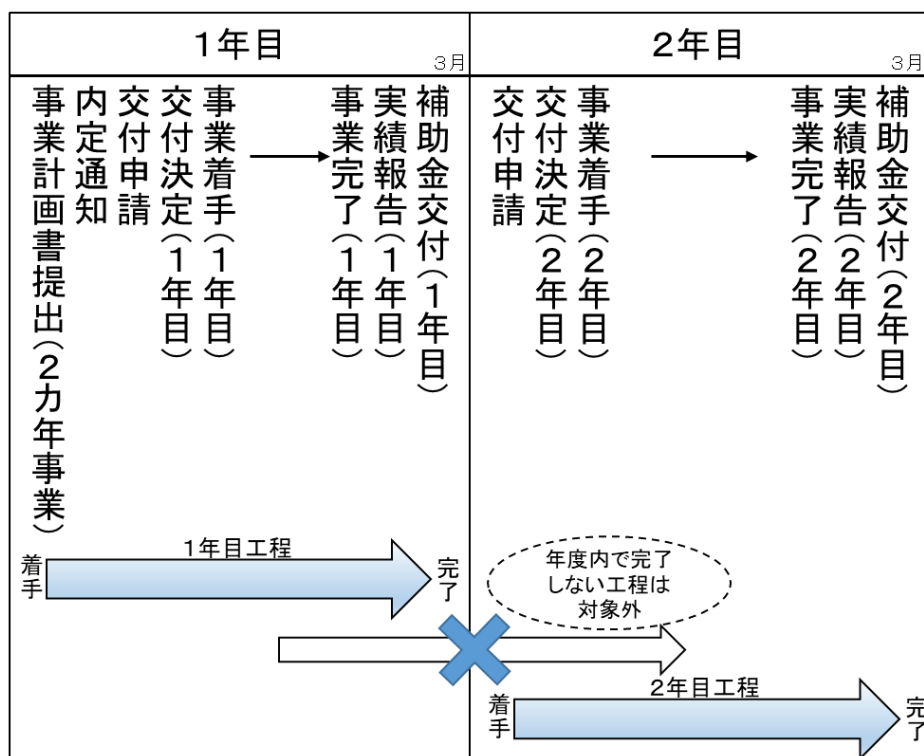 1年目
3月
2年目
3月
事業計画書提出(2カ年事業)
内定通知
交付申請
交付決定(1年目)
事業着手(1年目)
事業完了(1年目)
実績報告(1年目)
補助金交付(1年目)
交付申請
交付決定(2年目)
事業着手(2年目)
事業完了(2年目)
実績報告(2年目)
補助金交付(2年目)
着手
1年目工程
完了
年度内で完了
しない工程は
対象外
着手
2年目工程
完了